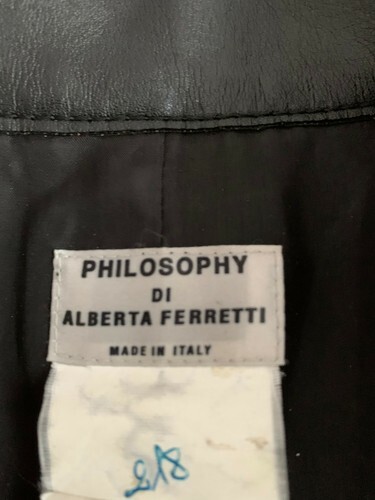 PHILOSOPHY
DI
ALBERTA FERRETTI
MADE IN ITALY